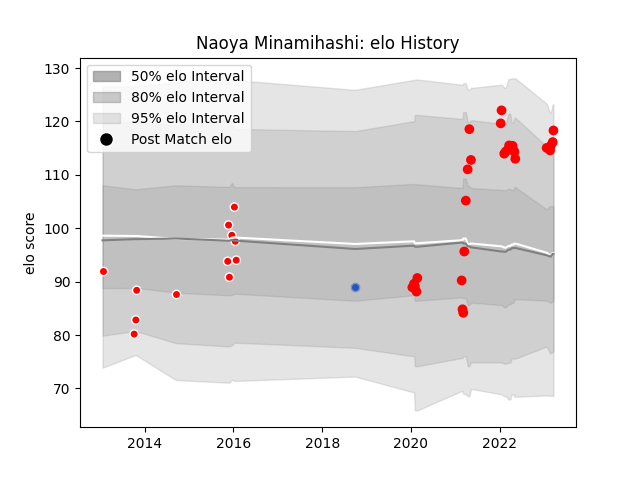 Naoya Minamihashi: elo History
50% elo Interval
80% elo Interval
95% elo Interval
Post Match elo
elo score
130
120
110
100
90
80
70
2014
2016
2018
2020
2022